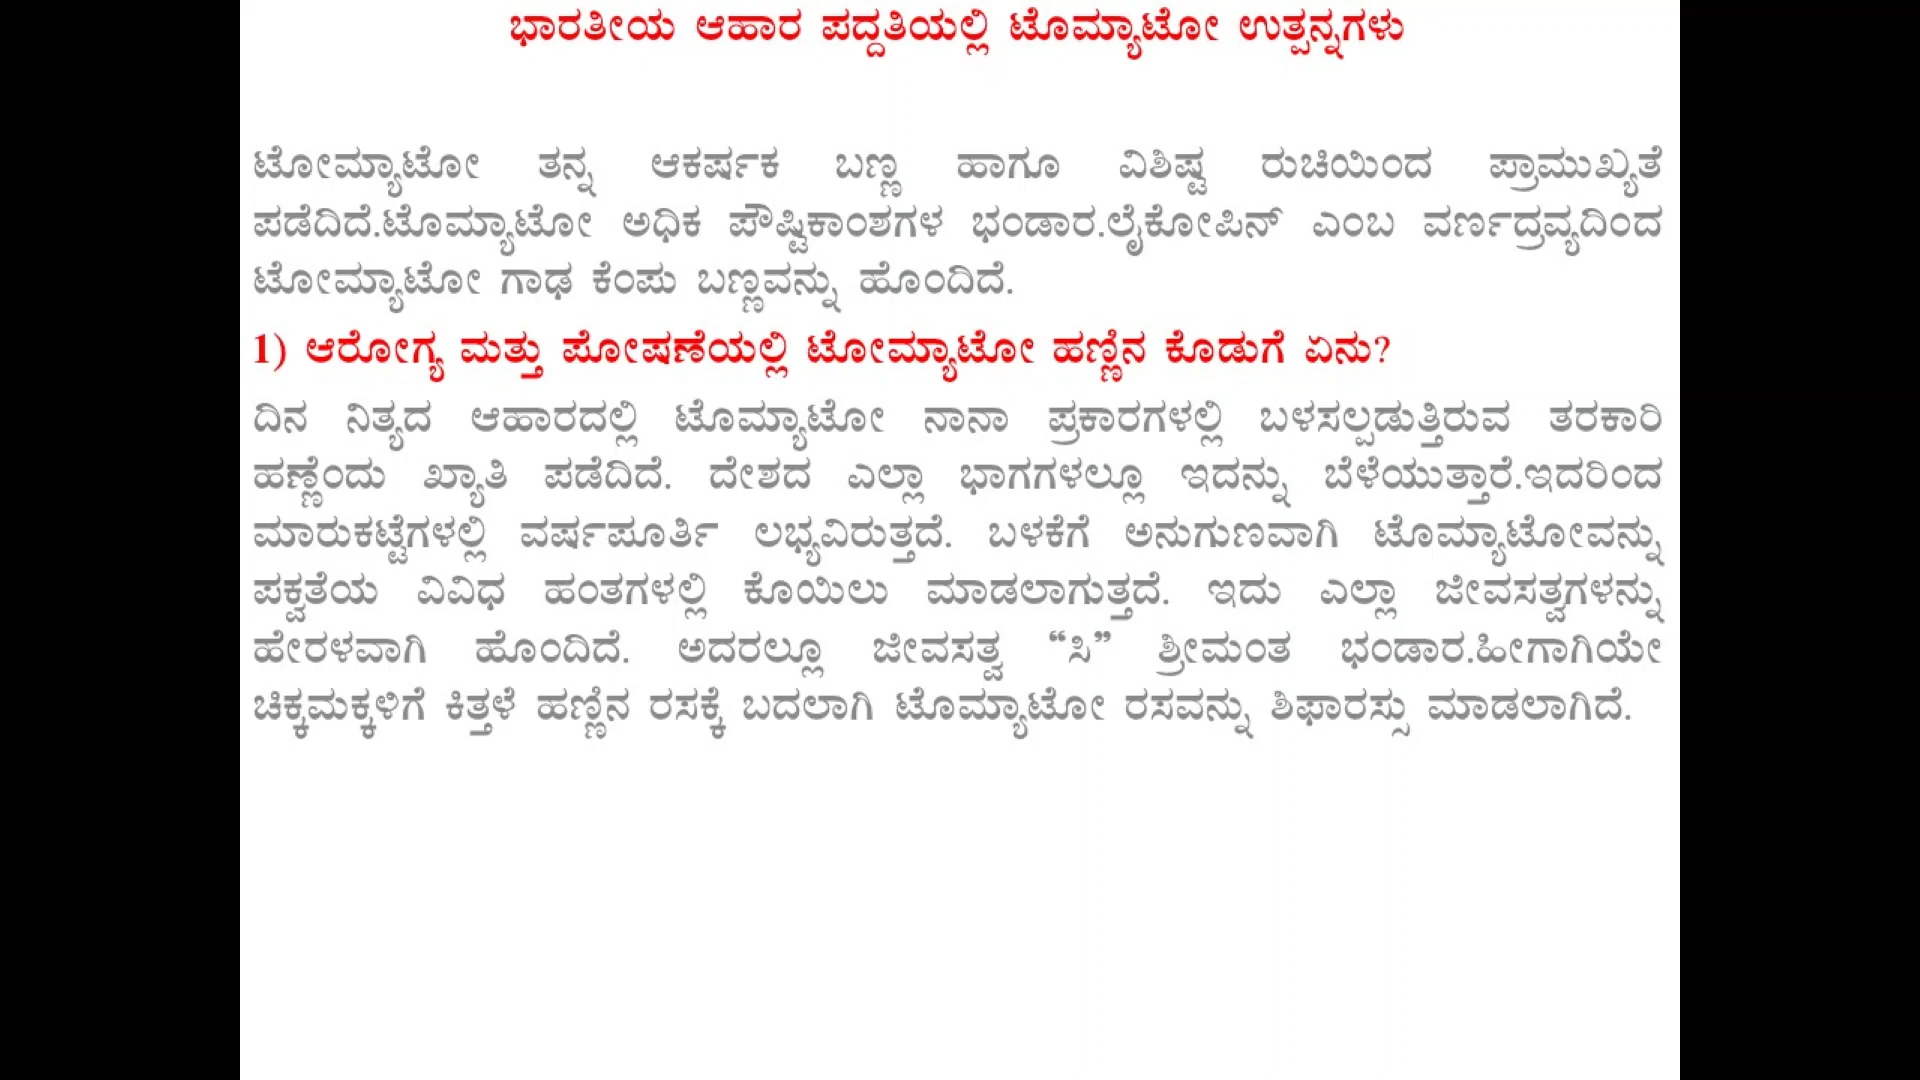 ಭಾರತೀಯ ಆಹಾರ ಪದ್ದತಿಯಲ್ಲಿ ಟೊಮ್ಯಾಟೋ ಉತ್ಪನ್ನಗಳು
ಟೋಮ್ಯಾಟೋ ತನ್ನ ಆಕರ್ಷಕ ಬಣ್ಣ ಹಾಗೂ ವಿಶಿಷ್ಟ ರುಚಿಯಿಂದ ಪ್ರಾಮುಖ್ಯತೆ
ಪಡೆದಿದೆ.ಟೊಮ್ಯಾಟೋ ಅಧಿಕ ಪೌಷ್ಟಿಕಾಂಶಗಳ ಭಂಡಾರ.ಲೈಕೋಪಿನ್ ಎಂಬ ವರ್ಣದ್ರವ್ಯದಿಂದ
ಟೋಮ್ಯಾಟೋ ಗಾಢ ಕೆಂಪು ಬಣ್ಣವನ್ನು ಹೊಂದಿದೆ.
1) ಆರೋಗ್ಯ ಮತ್ತು ಪೋಷಣೆಯಲ್ಲಿ ಟೋಮ್ಯಾಟೋ ಹಣ್ಣಿನ ಕೊಡುಗೆ ಏನು?
ದಿನ ನಿತ್ಯದ ಆಹಾರದಲ್ಲಿ ಟೊಮ್ಯಾಟೋ ನಾನಾ ಪ್ರಕಾರಗಳಲ್ಲಿ ಬಳಸಲ್ಪಡುತ್ತಿರುವ ತರಕಾರಿ
ಹಣ್ಣೆಂದು ಖ್ಯಾತಿ ಪಡೆದಿದೆ. ದೇಶದ ಎಲ್ಲಾ ಭಾಗಗಳಲ್ಲೂ ಇದನ್ನು ಬೆಳೆಯುತ್ತಾರೆ.ಇದರಿಂದ
ಮಾರುಕಟ್ಟೆಗಳಲ್ಲಿ ವರ್ಷಪೂರ್ತಿ ಲಭ್ಯವಿರುತ್ತದೆ. ಬಳಕೆಗೆ ಅನುಗುಣವಾಗಿ ಟೊಮ್ಯಾಟೋವನ್ನು
ಪಕ್ವತೆಯ ವಿವಿಧ ಹಂತಗಳಲ್ಲಿ ಕೊಯಿಲು ಮಾಡಲಾಗುತ್ತದೆ. ಇದು ಎಲ್ಲಾ ಜೀವಸತ್ವಗಳನ್ನು
ಹೇರಳವಾಗಿ ಹೊಂದಿದೆ. ಅದರಲ್ಲೂ ಜೀವಸತ್ವ “ಸಿ” ಶ್ರೀಮಂತ ಭಂಡಾರ.ಹೀಗಾಗಿಯೇ
ಚಿಕ್ಕಮಕ್ಕಳಿಗೆ ಕಿತ್ತಳೆ ಹಣ್ಣಿನ ರಸಕ್ಕೆ ಬದಲಾಗಿ ಟೊಮ್ಯಾಟೋ ರಸವನ್ನು ಶಿಫಾರಸ್ಸು ಮಾಡಲಾಗಿದೆ.